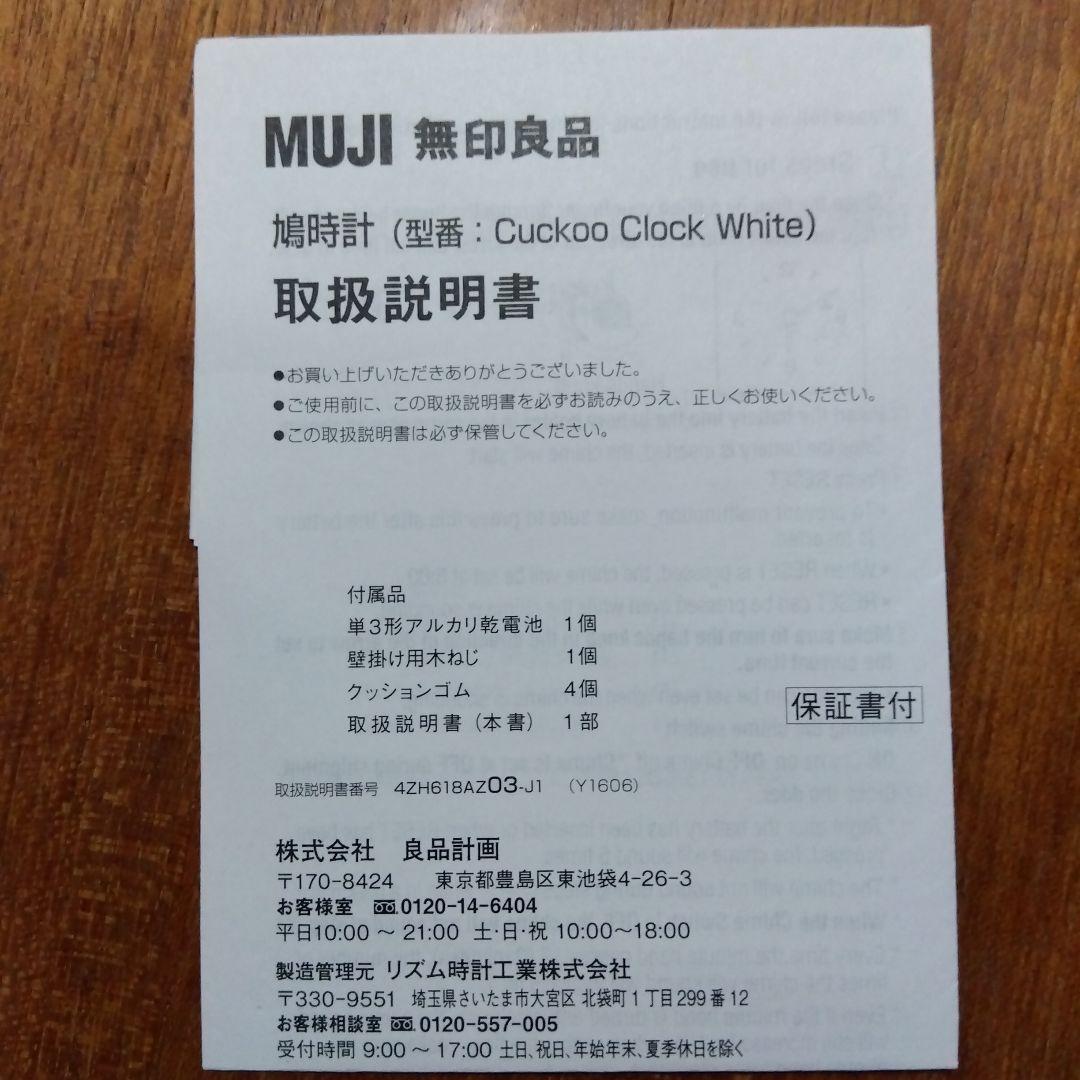 MUJI 無印良品
鳩時計（型番：Cuckoo Clock White）
取扱説明書
●お買い上げいただきありがとうございました。
●ご使用前に、この取扱説明書を必ずお読みのうえ、正しくお使いください。
●この取扱説明書は必ず保管してください。
付属品
単3形アルカリ乾電池 1個
壁掛け用木ねじ 1個
クッションゴム 4個
取扱説明書（本書） 1部
保証書付
取扱説明書番号 4ZH618AZ03-J1 （Y1606）
株式会社 良品計画
〒170-8424 東京都豊島区東池袋4-26-3
お客様室 0120-14-6404
平日10:00 〜 21:00 土・日・祝 10:00〜18:00
製造管理元 リズム時計工業株式会社
〒330-9551 埼玉県さいたま市大宮区 北袋町1丁目299番12
お客様相談室 0120-557-005
受付時間 9:00 〜 17:00 土日、祝日、年始年末、夏季休日を除く